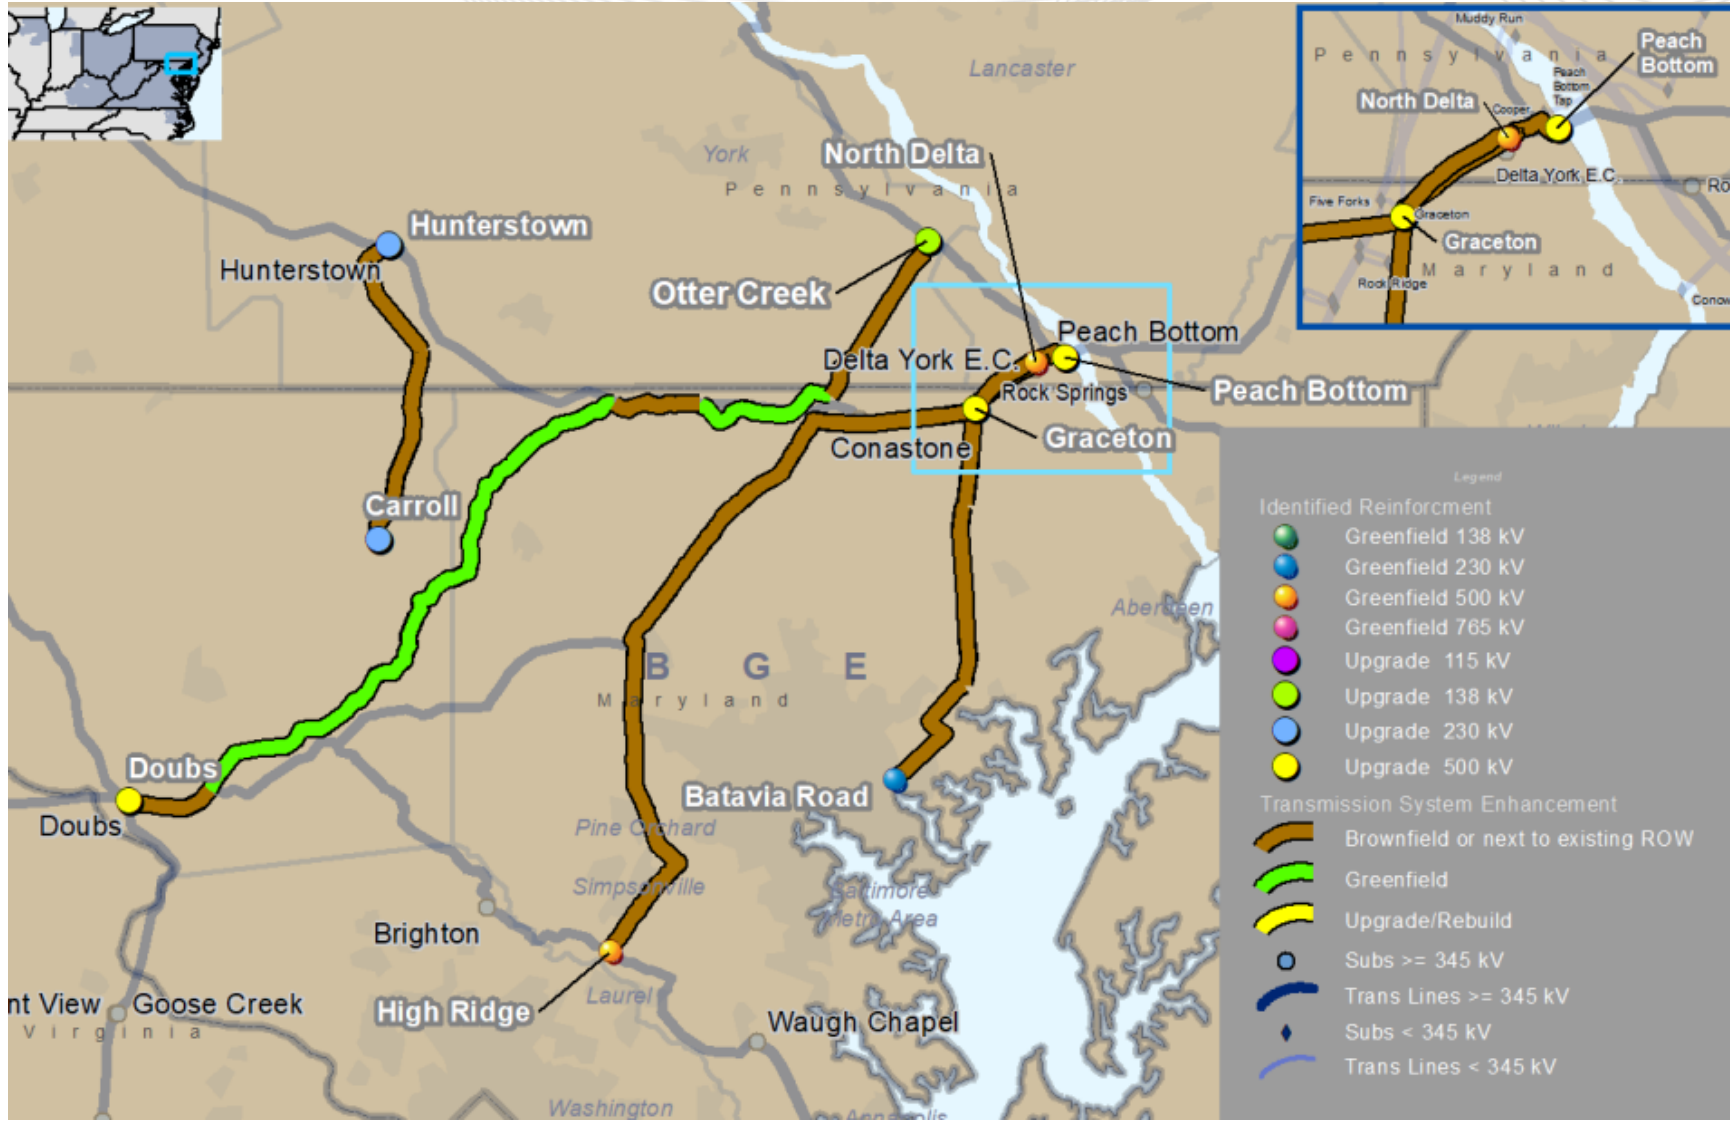 Lancaster
York
Pennsylvania
North Delta
Hunterstown
Hunterstown
Otter Creek
Peach Bottom
Delta York E.C.
Rock Springs
Peach Bottom
Graceton
Conastone
Carroll
Aberdeen
B G E
Maryland
Doubs
Doubs
Batavia Road
Pine Orchard
Simpsonville
Baltimore
Metro Area
Brighton
High Ridge
Laurel
nt View
Goose Creek
Virginia
Waugh Chapel
Washington
Annapolis
Muddy Run
Pennsylvania
Peach
Bottom
Peach
Bottom
Tap
North Delta
Cooper
Delta York E.C.
Ro
Five Forks
Graceton
Graceton
Maryland
Rock Ridge
Conow
Legend
Identified Reinforcment
Greenfield 138 kV
Greenfield 230 kV
Greenfield 500 kV
Greenfield 765 kV
Upgrade 115 kV
Upgrade 138 kV
Upgrade 230 kV
Upgrade 500 kV
Transmission System Enhancement
Brownfield or next to existing ROW
Greenfield
Upgrade/Rebuild
Subs >= 345 kV
Trans Lines >= 345 kV
Subs < 345 kV
Trans Lines < 345 kV